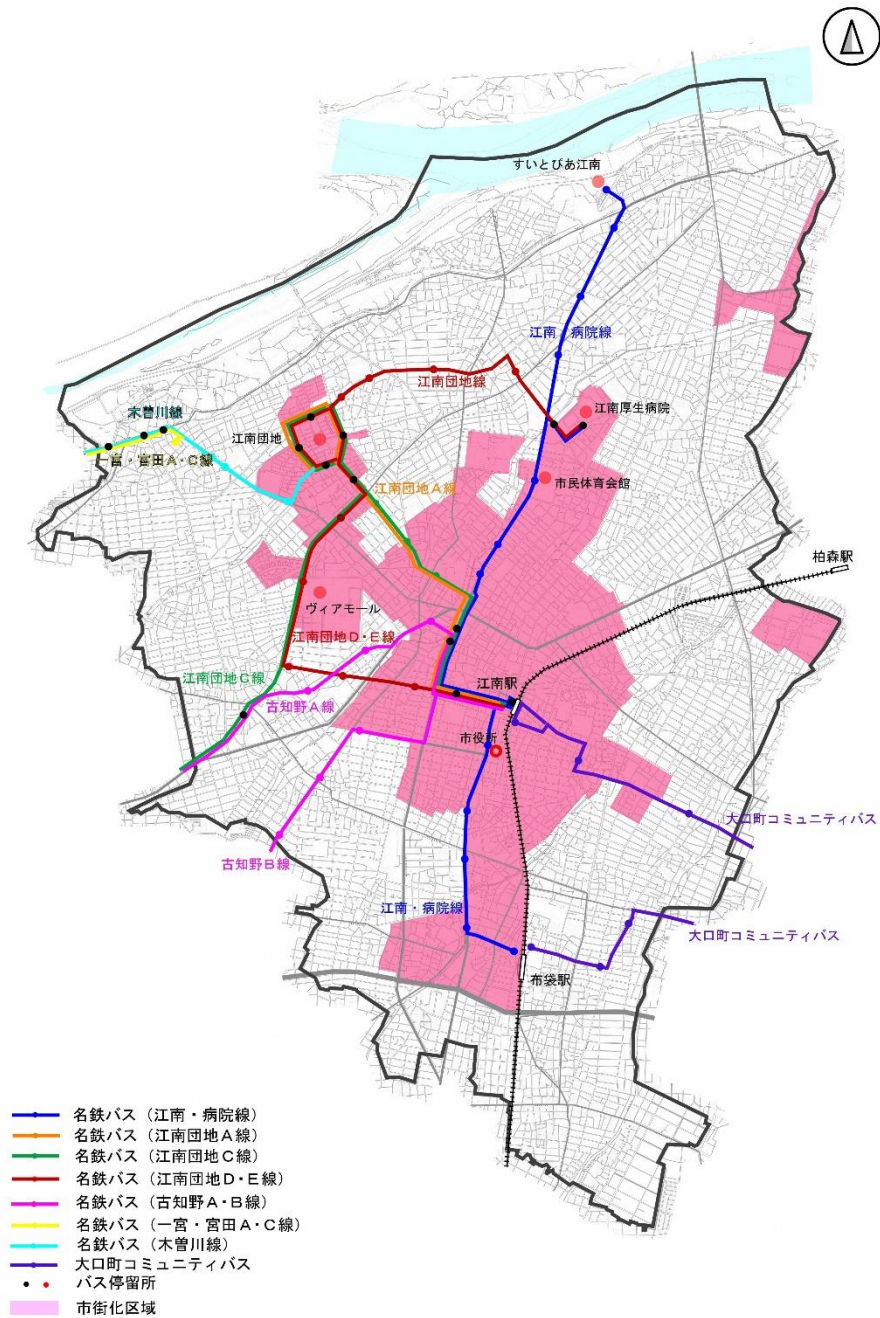 すいとぴあ江南
江南・病院線
江南団地線
江南厚生病院
木曽川線
江南団地
一宮・宮田A・C線
江南団地A線
市民体育会館
柏森駅
ヴィアモール
江南団地D・E線
江南団地C線
江南駅
古知野A線
市役所
大口町コミュニティバス
古知野B線
江南・病院線
大口町コミュニティバス
布袋駅
名鉄バス（江南・病院線）
名鉄バス（江南団地A線）
名鉄バス（江南団地C線）
名鉄バス（江南団地D・E線）
名鉄バス（古知野A・B線）
名鉄バス（一宮・宮田A・C線）
名鉄バス（木曽川線）
大口町コミュニティバス
バス停留所
市街化区域